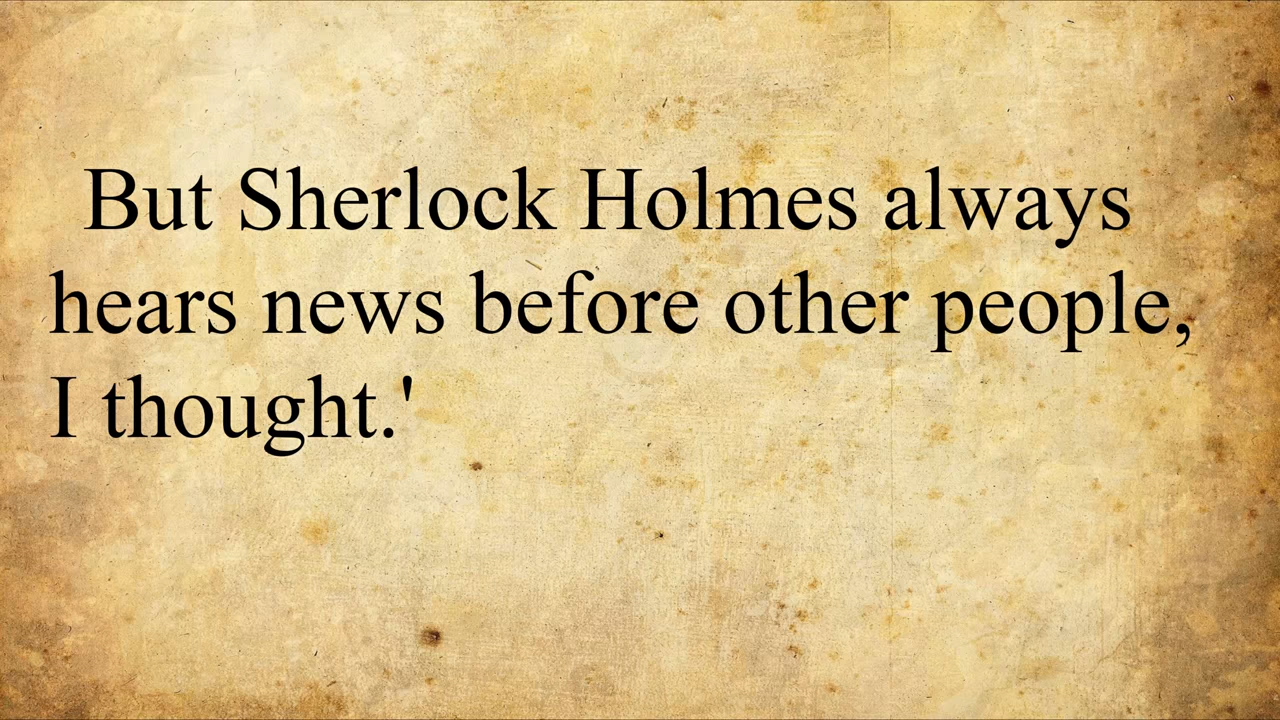 But Sherlock Holmes always
hears news before other people,
I thought.'